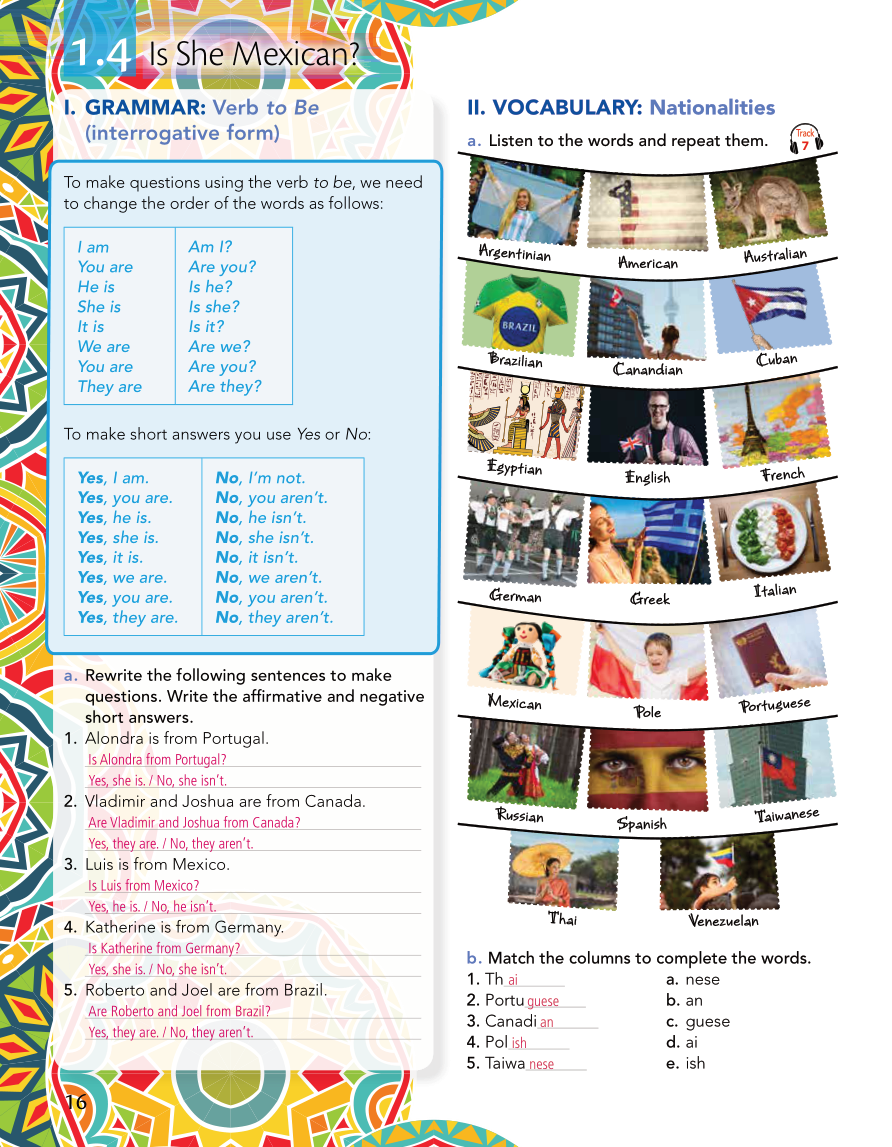 1.4 Is She Mexican?
I. GRAMMAR: Verb to Be
(interrogative form)
To make questions using the verb to be, we need
to change the order of the words as follows:
I am Am I?
You are Are you?
He is Is he?
She is Is she?
It is Is it?
We are Are we?
You are Are you?
They are Are they?
To make short answers you use Yes or No:
Yes, I am. No, I'm not.
Yes, you are. No, you aren't.
Yes, he is. No, he isn't.
Yes, she is. No, she isn't.
Yes, it is. No, it isn't.
Yes, we are. No, we aren't.
Yes, you are. No, you aren't.
Yes, they are. No, they aren't.
a. Rewrite the following sentences to make
questions. Write the affirmative and negative
short answers.
1. Alondra is from Portugal.
Is Alondra from Portugal?
Yes, she is. / No, she isn't.
2. Vladimir and Joshua are from Canada.
Are Vladimir and Joshua from Canada?
Yes, they are. / No, they aren't.
3. Luis is from Mexico.
Is Luis from Mexico?
Yes, he is. / No, he isn't.
4. Katherine is from Germany.
Is Katherine from Germany?
Yes, she is. / No, she isn't.
5. Roberto and Joel are from Brazil.
Are Roberto and Joel from Brazil?
Yes, they are. / No, they aren't.
16
II. VOCABULARY: Nationalities
a. Listen to the words and repeat them.
Track
7
Argentinian
American
Australian
BRAZIL
Brazilian
Canandian
Cuban
Egyptian
English
French
German
Greek
Italian
Mexican
Pole
Portuguese
Russian
Spanish
Taiwanese
Thai
Venezuelan
b. Match the columns to complete the words.
1. Th ai a. nese
2. Portu guese b. an
3. Canadi an c. guese
4. Pol ish d. ai
5. Taiwa nese e. ish